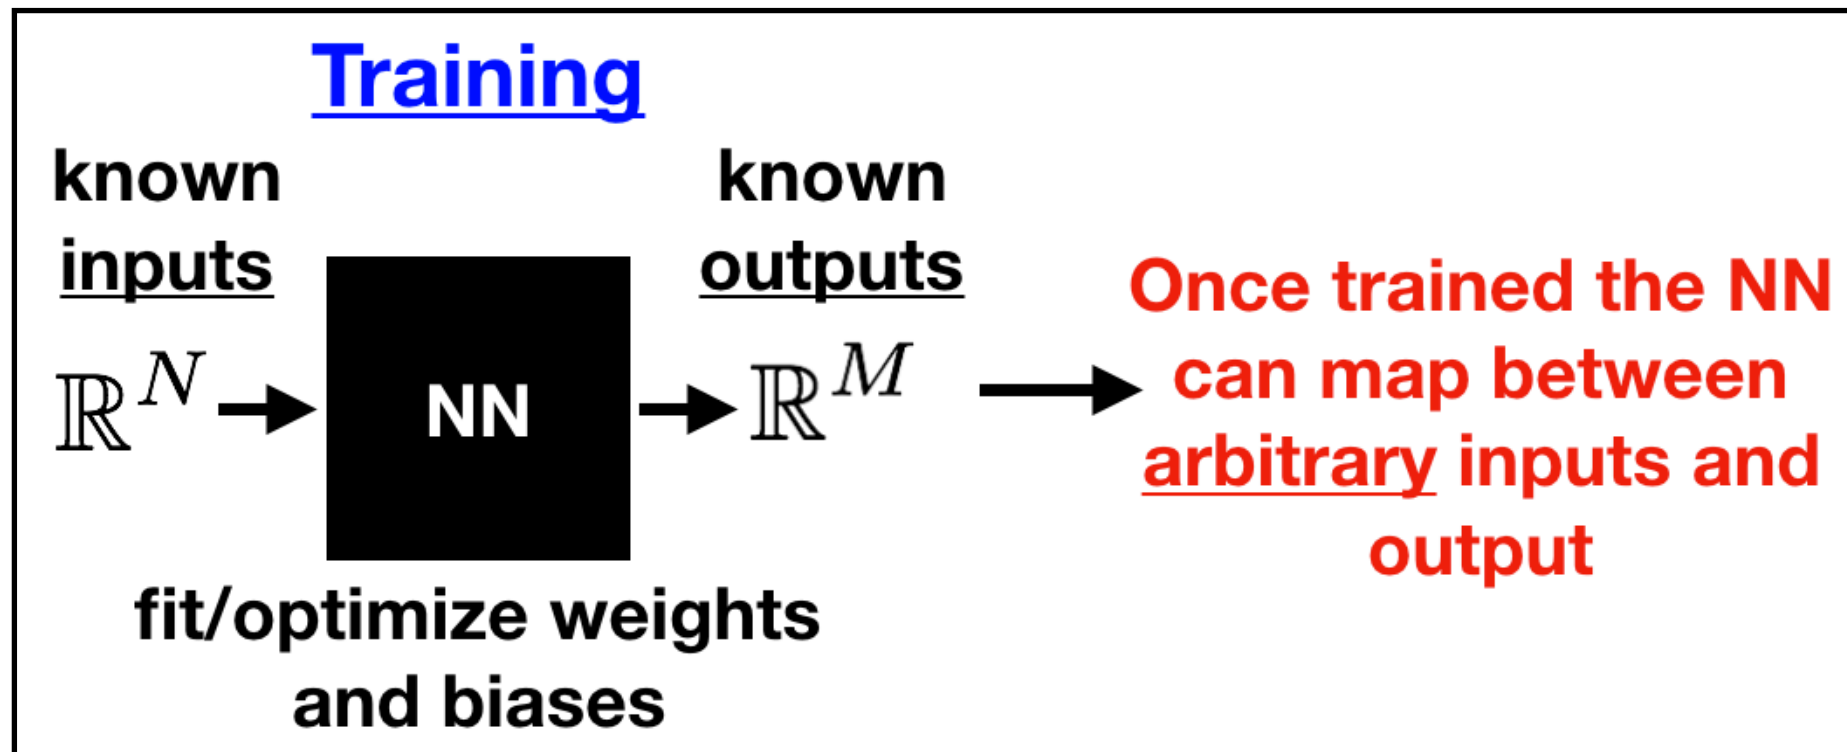 Training
known
inputs
ℝ^N
NN
known
outputs
ℝ^M
fit/optimize weights
and biases
Once trained the NN
can map between
arbitrary inputs and
output